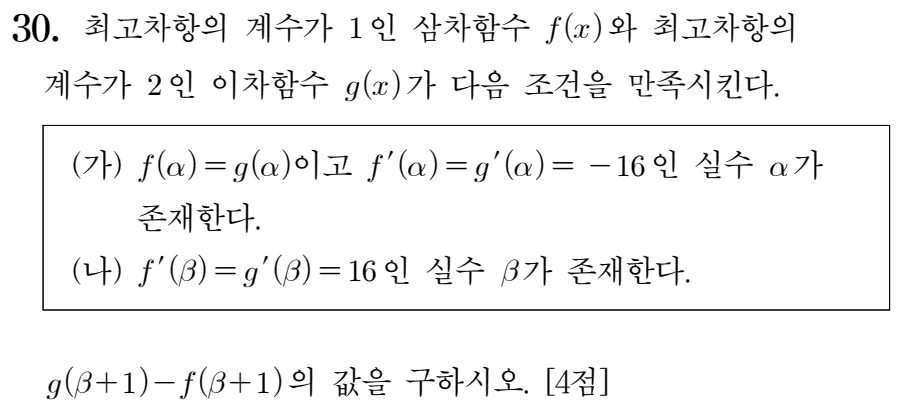 30. 최고차항의 계수가 1인 삼차함수 f(x)와 최고차항의
계수가 2인 이차함수 g(x)가 다음 조건을 만족시킨다.
(가) f(α)=g(α)이고 f′(α)=g′(α)=−16인 실수 α가
존재한다.
(나) f′(β)=g′(β)=16인 실수 β가 존재한다.
g(β+1)−f(β+1)의 값을 구하시오. [4점]